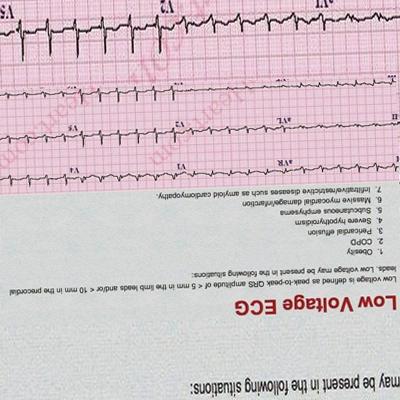 may be present in the following situations:
Low Voltage ECG
Low voltage is defined as peak-to-peak QRS amplitude of < 5 mm in the limb leads and/or < 10 mm in the precordial
leads. Low voltage may be present in the following situations:
1. Obesity
2. COPD
3. Pericardial effusion
4. Severe hypothyroidism
5. Subcutaneous emphysema
6. Massive myocardial damage/infarction
7. Infiltrative/restrictive diseases such as amyloid cardiomyopathy.
aVR V1 V4
II aVL V2 V5
aVL V2 V5